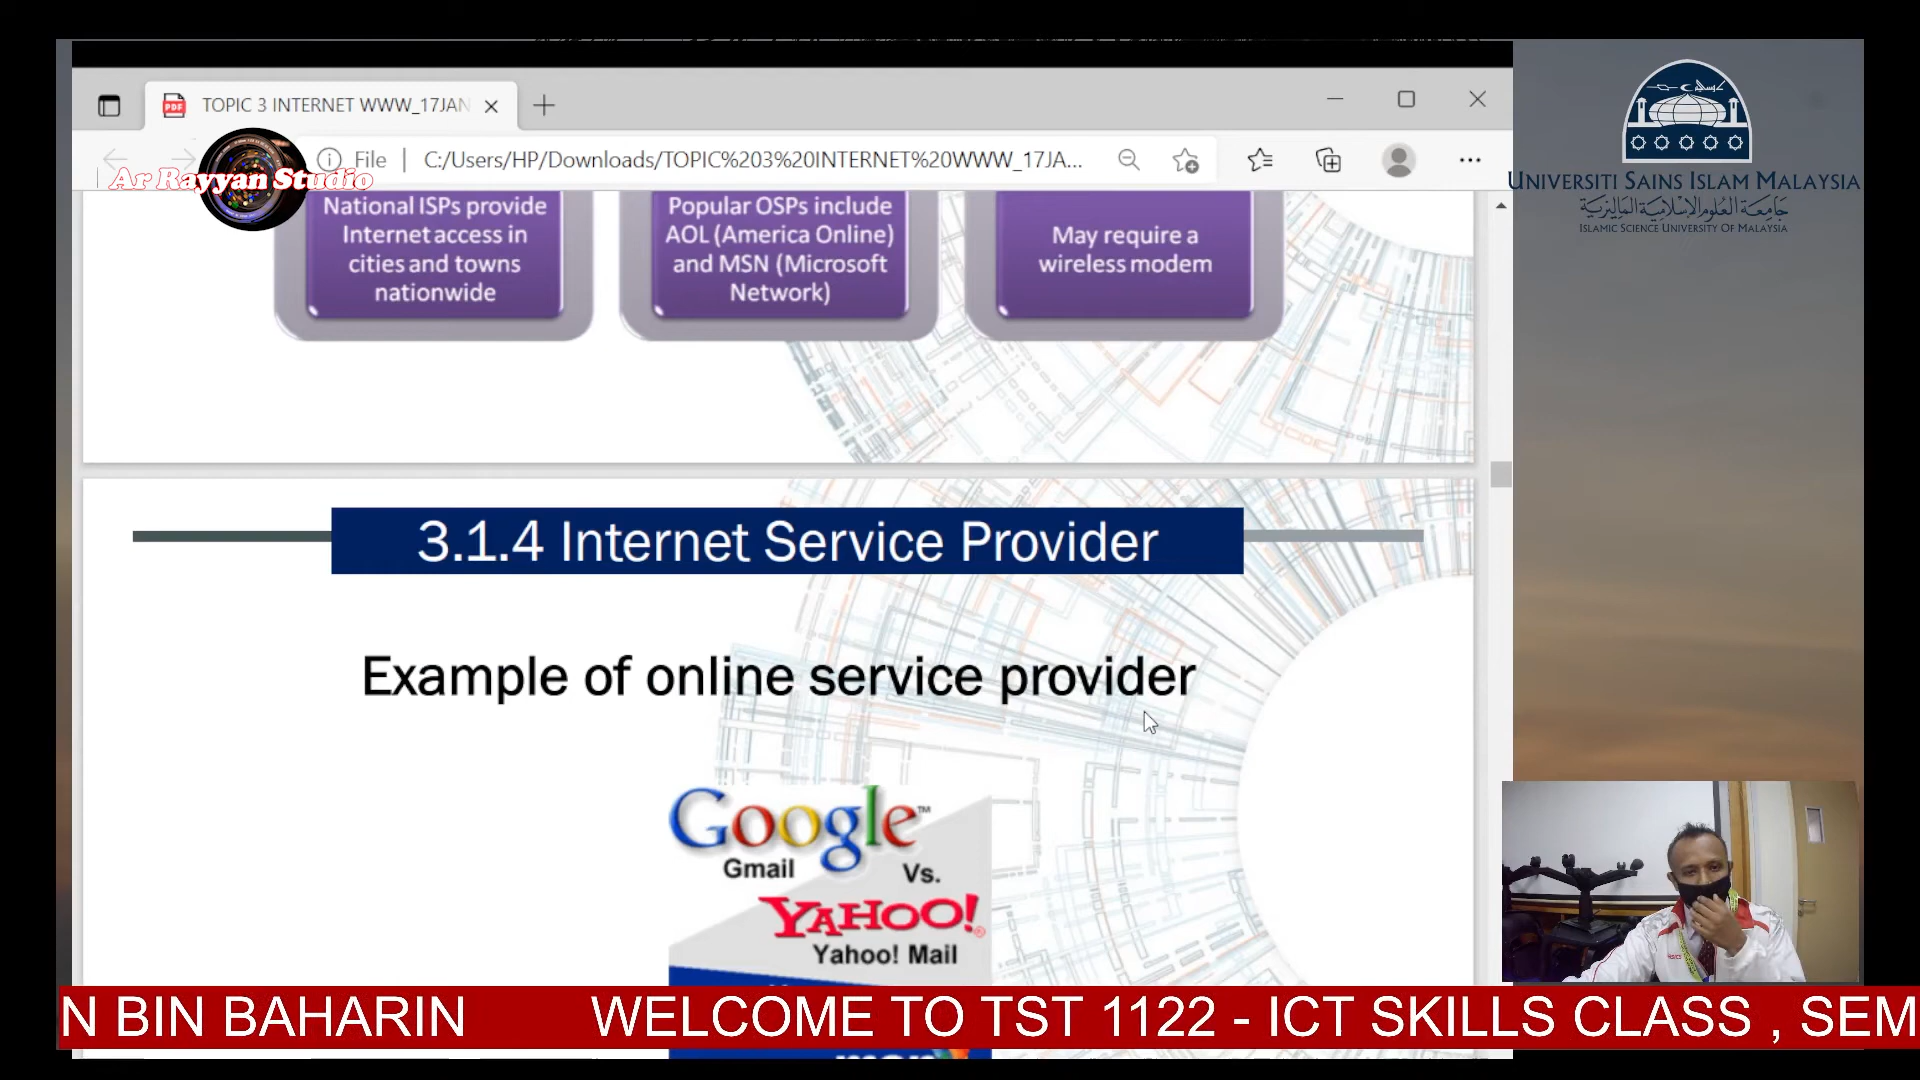 TOPIC 3 INTERNET WWW_17JAN
File
C:/Users/HP/Downloads/TOPIC%203%20INTERNET%20WWW_17JA...
Ar Rayyan Studio
UNIVERSITI SAINS ISLAM MALAYSIA
جامعة العلوم الإسلامية الماليزية
ISLAMIC SCIENCE UNIVERSITY OF MALAYSIA
National ISPs provide
Internet access in
cities and towns
nationwide
Popular OSPs include
AOL (America Online)
and MSN (Microsoft
Network)
May require a
wireless modem
3.1.4 Internet Service Provider
Example of online service provider
Google™
Gmail
Vs.
YAHOO!®
Yahoo! Mail
N BIN BAHARIN WELCOME TO TST 1122 - ICT SKILLS CLASS , SEM